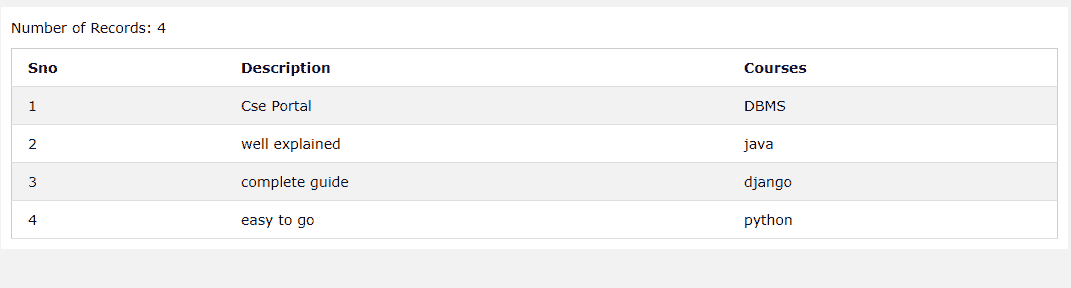 Number of Records: 4
Sno Description Courses
1 Cse Portal DBMS
2 well explained java
3 complete guide django
4 easy to go python